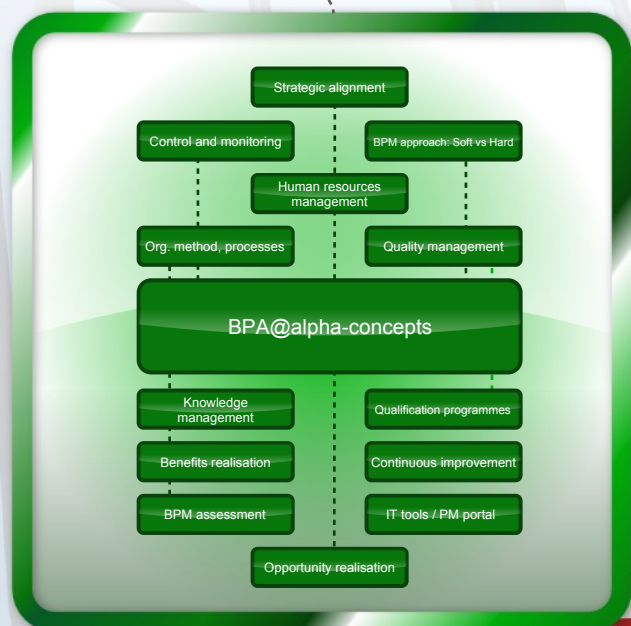 Strategic alignment
Control and monitoring
BPM approach: Soft vs Hard
Human resources
management
Org. method, processes
Quality management
BPA@alpha-concepts
Knowledge
management
Qualification programmes
Benefits realisation
Continuous improvement
BPM assessment
IT tools / PM portal
Opportunity realisation